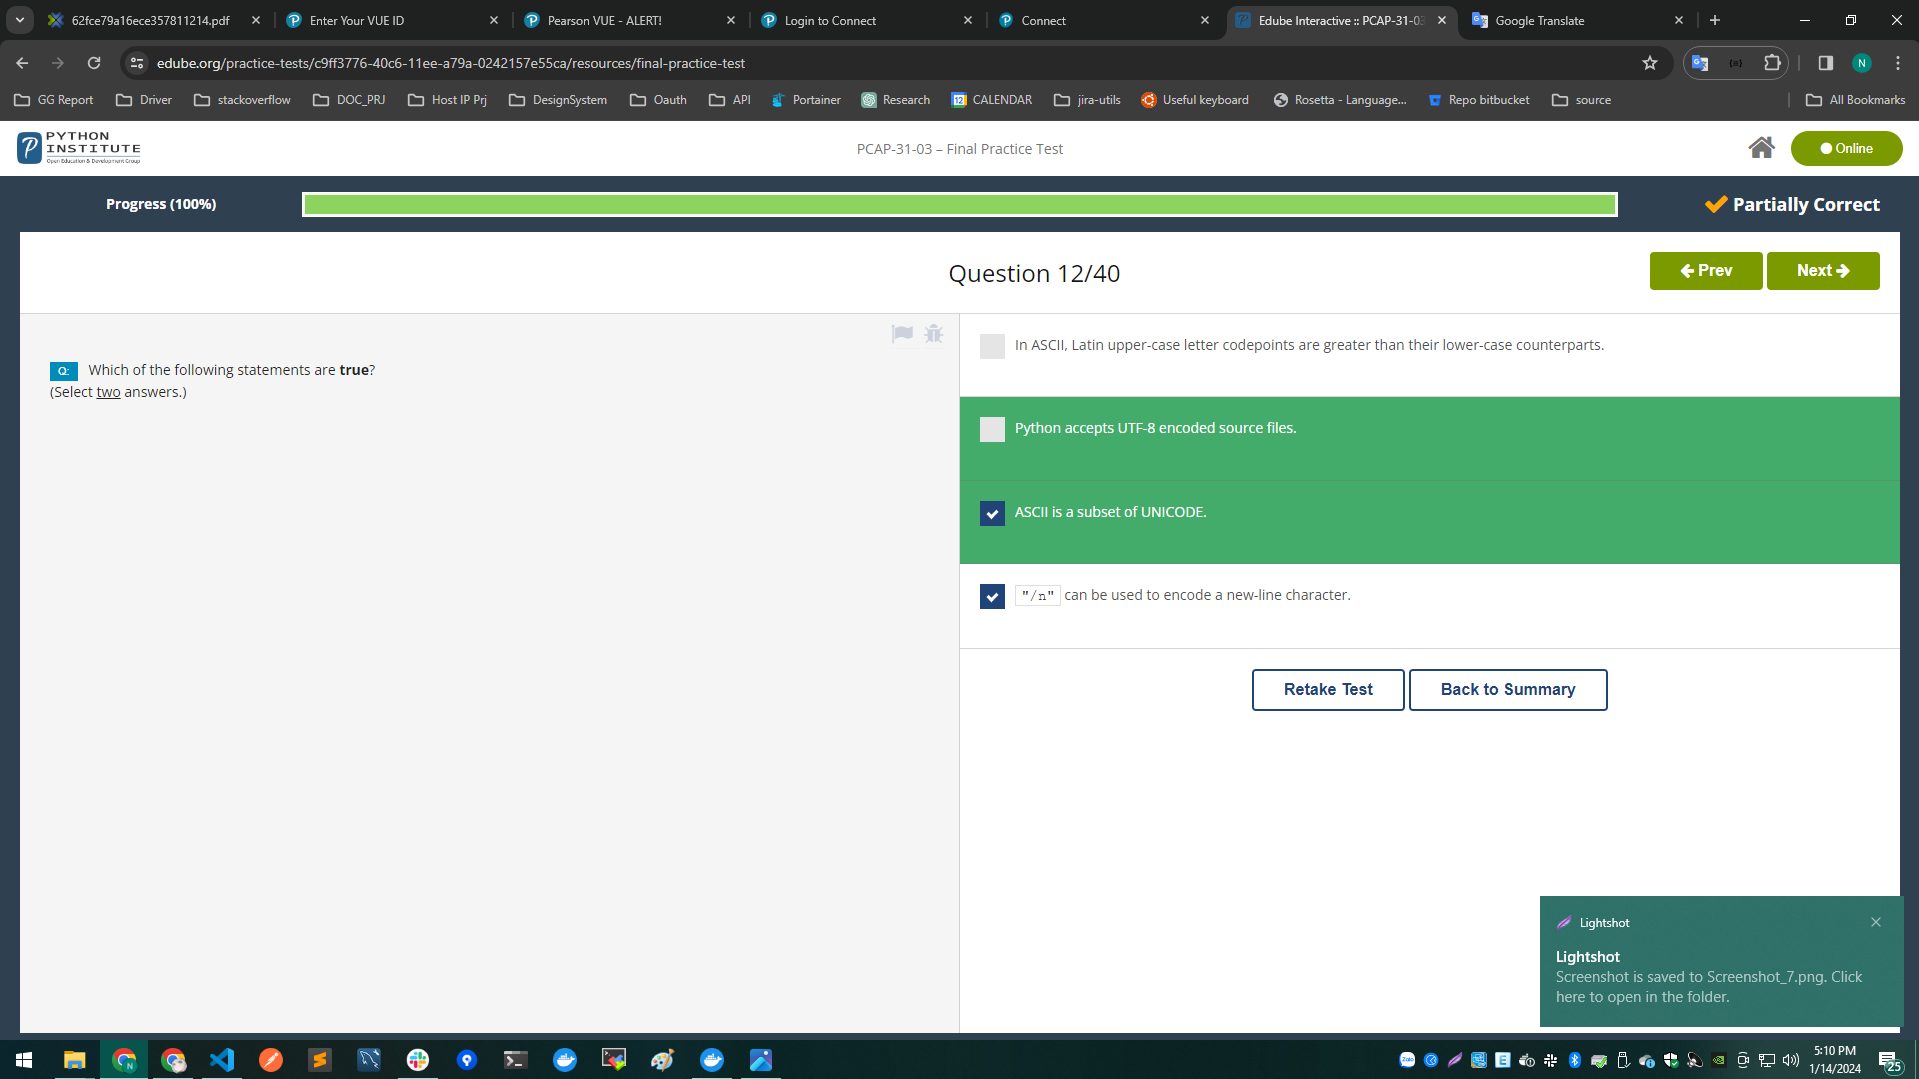 62fce79a16ece357811214.pdf
Enter Your VUE ID
Pearson VUE - ALERT!
Login to Connect
Connect
Edube Interactive :: PCAP-31-03
Google Translate
edube.org/practice-tests/c9ff3776-40c6-11ee-a79a-0242157e55ca/resources/final-practice-test
N
GG Report
Driver
stackoverflow
DOC_PRJ
Host IP Prj
DesignSystem
Oauth
API
Portainer
Research
CALENDAR
jira-utils
Useful keyboard
Rosetta - Language...
Repo bitbucket
source
All Bookmarks
PYTHON
INSTITUTE
Open Education & Development Group
PCAP-31-03 – Final Practice Test
Online
Progress (100%)
Partially Correct
Question 12/40
Prev
Next
Q: Which of the following statements are true?
(Select two answers.)
In ASCII, Latin upper-case letter codepoints are greater than their lower-case counterparts.
Python accepts UTF-8 encoded source files.
ASCII is a subset of UNICODE.
"/n" can be used to encode a new-line character.
Retake Test
Back to Summary
Lightshot
Lightshot
Screenshot is saved to Screenshot_7.png. Click
here to open in the folder.
5:10 PM
1/14/2024
25